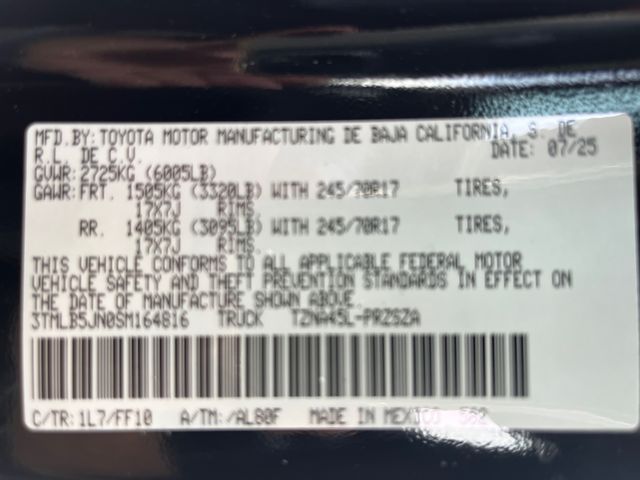 MFD.BY: TOYOTA MOTOR MANUFACTURING DE BAJA CALIFORNIA, S. DE
R.L. DE C.V. DATE: 07/25
GVWR: 2725KG (6005LB)
GAWR: FRT. 1505KG (3320LB) WITH 245/70R17 TIRES,
17X7J RIMS,
RR. 1405KG (3095LB) WITH 245/70R17 TIRES,
17X7J RIMS.
THIS VEHICLE CONFORMS TO ALL APPLICABLE FEDERAL MOTOR
VEHICLE SAFETY AND THEFT PREVENTION STANDARDS IN EFFECT ON
THE DATE OF MANUFACTURE SHOWN ABOVE.
3TMLB5JN0SM164816 TRUCK TZNA45L-PRZSZA
C/TR: 1L7/FF10 A/TM: /AL80F MADE IN MEXICO